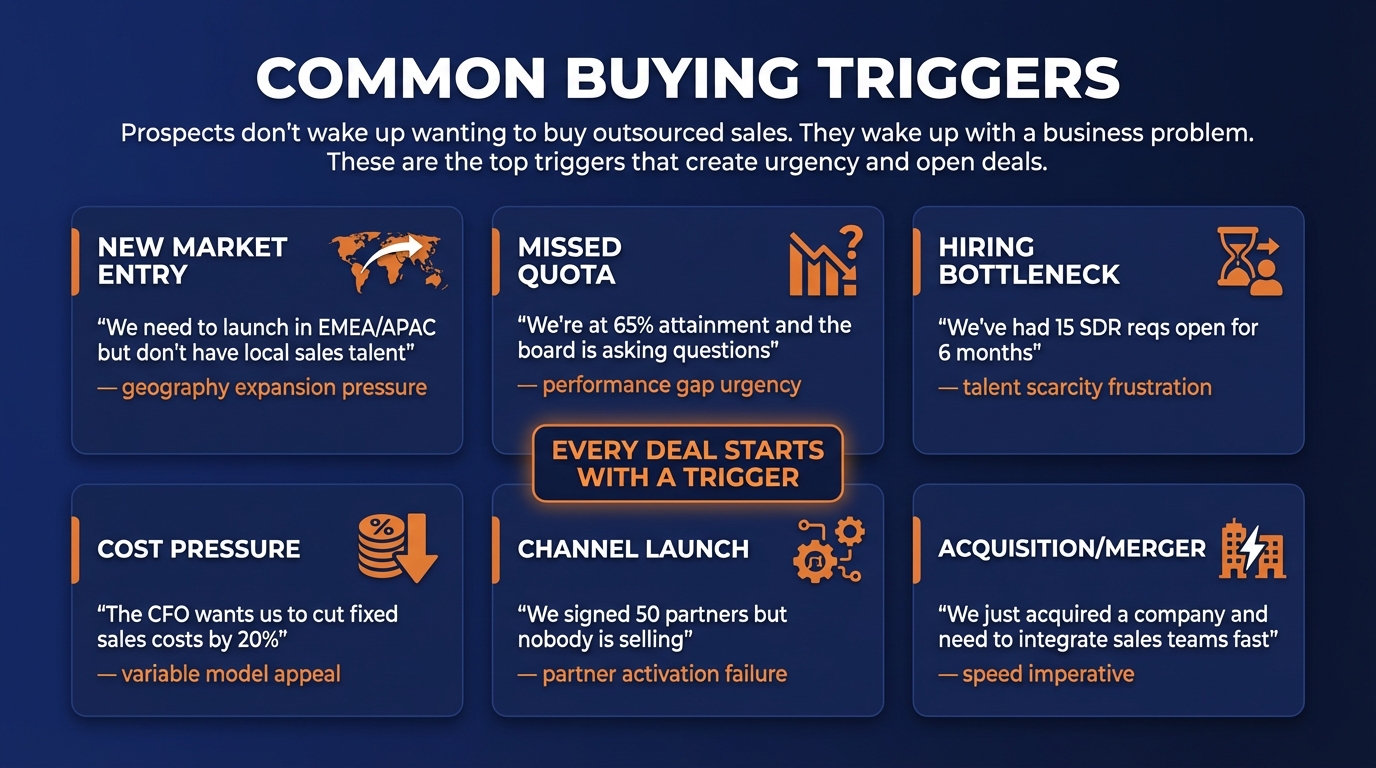 COMMON BUYING TRIGGERS
Prospects don't wake up wanting to buy outsourced sales. They wake up with a business problem.
These are the top triggers that create urgency and open deals.
NEW MARKET
ENTRY
“We need to launch in EMEA/APAC
but don't have local sales talent”
— geography expansion pressure
MISSED
QUOTA
“We're at 65% attainment and the
board is asking questions”
— performance gap urgency
HIRING
BOTTLENECK
“We've had 15 SDR reqs open for
6 months”
— talent scarcity frustration
EVERY DEAL STARTS
WITH A TRIGGER
COST PRESSURE
%
“The CFO wants us to cut fixed
sales costs by 20%”
— variable model appeal
CHANNEL LAUNCH
“We signed 50 partners but
nobody is selling”
— partner activation failure
ACQUISITION/MERGER
“We just acquired a company and
need to integrate sales teams fast”
— speed imperative